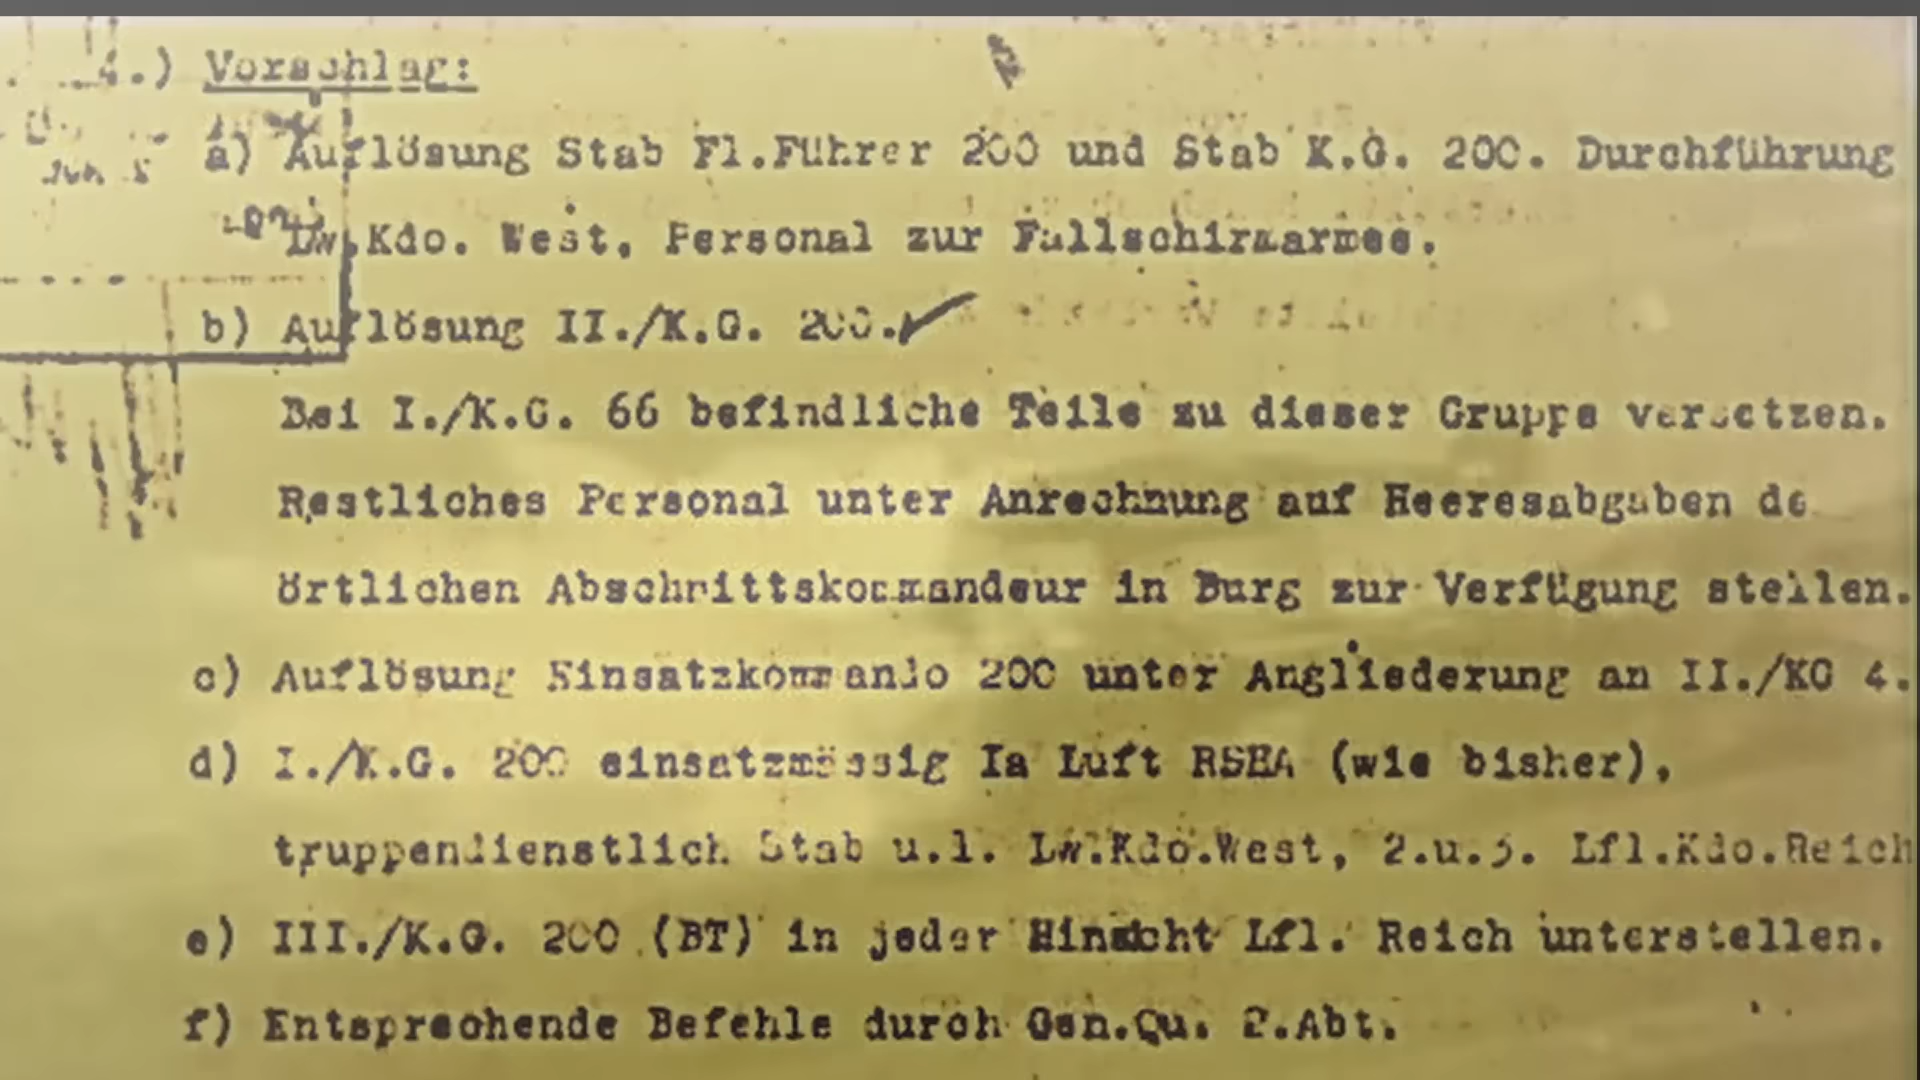 4.) Vorschlag:
a) Auflösung Stab Fl.Führer 200 und Stab K.G. 200. Durchführung
Lw.Kdo. West, Personal zur Fallschirmarmee.
b) Auflösung II./K.G. 200.
Bei I./K.G. 66 befindliche Teile zu dieser Gruppe versetzen.
Restliches Personal unter Anrechnung auf Heeresabgaben de
örtlichen Abschnittskommandeur in Burg zur Verfügung stellen.
c) Auflösung Einsatzkommando 200 unter Angliederung an II./KG 4.
d) I./K.G. 200 einsatzmässig Ia Luft RSHA (wie bisher),
truppendienstlich Stab u.1. Lw.Kdo.West, 2.u.3. Lfl.Kdo.Reich
e) III./K.G. 200 (BT) in jeder Hinsicht Lfl. Reich unterstellen.
f) Entsprechende Befehle durch Gen.Qu. 2.Abt.